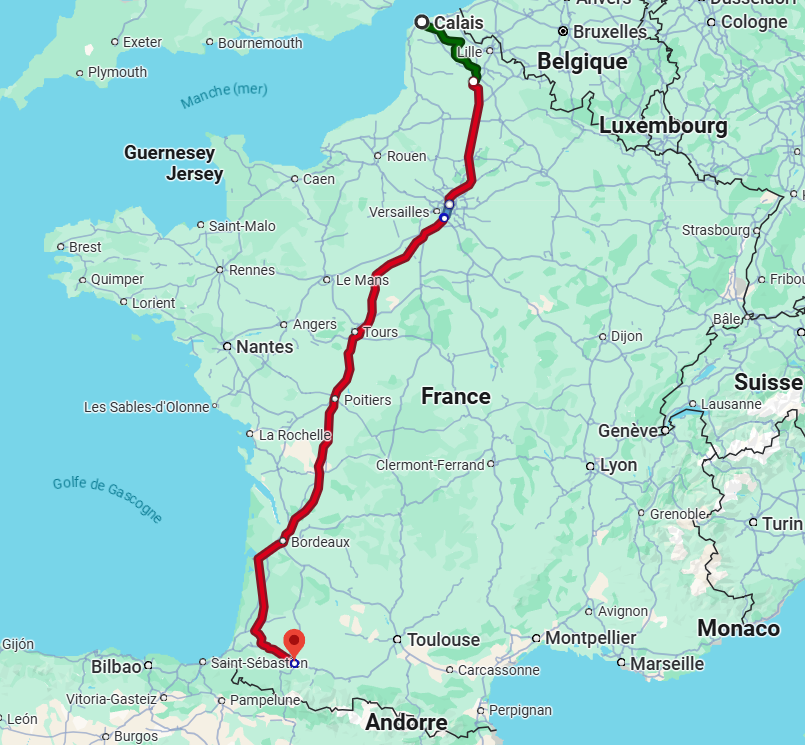 Anvers
Düsseldorf
Calais
Cologne
Exeter
Bournemouth
Bruxelles
Lille
Belgique
Plymouth
Manche (mer)
Luxembourg
Guernesey
Jersey
Rouen
Caen
Versailles
Saint-Malo
Strasbourg
Brest
Rennes
Quimper
Le Mans
Fribou
Lorient
Angers
Tours
Bâle
Nantes
Dijon
Suisse
Poitiers
France
Les Sables-d'Olonne
Lausanne
La Rochelle
Genève
Clermont-Ferrand
Lyon
Golfe de Gascogne
Grenoble
Turin
Bordeaux
Avignon
Monaco
Gijón
Toulouse
Montpellier
Bilbao
Saint-Sébastien
Marseille
Carcassonne
Vitoria-Gasteiz
Pampelune
Perpignan
León
Andorre
Burgos